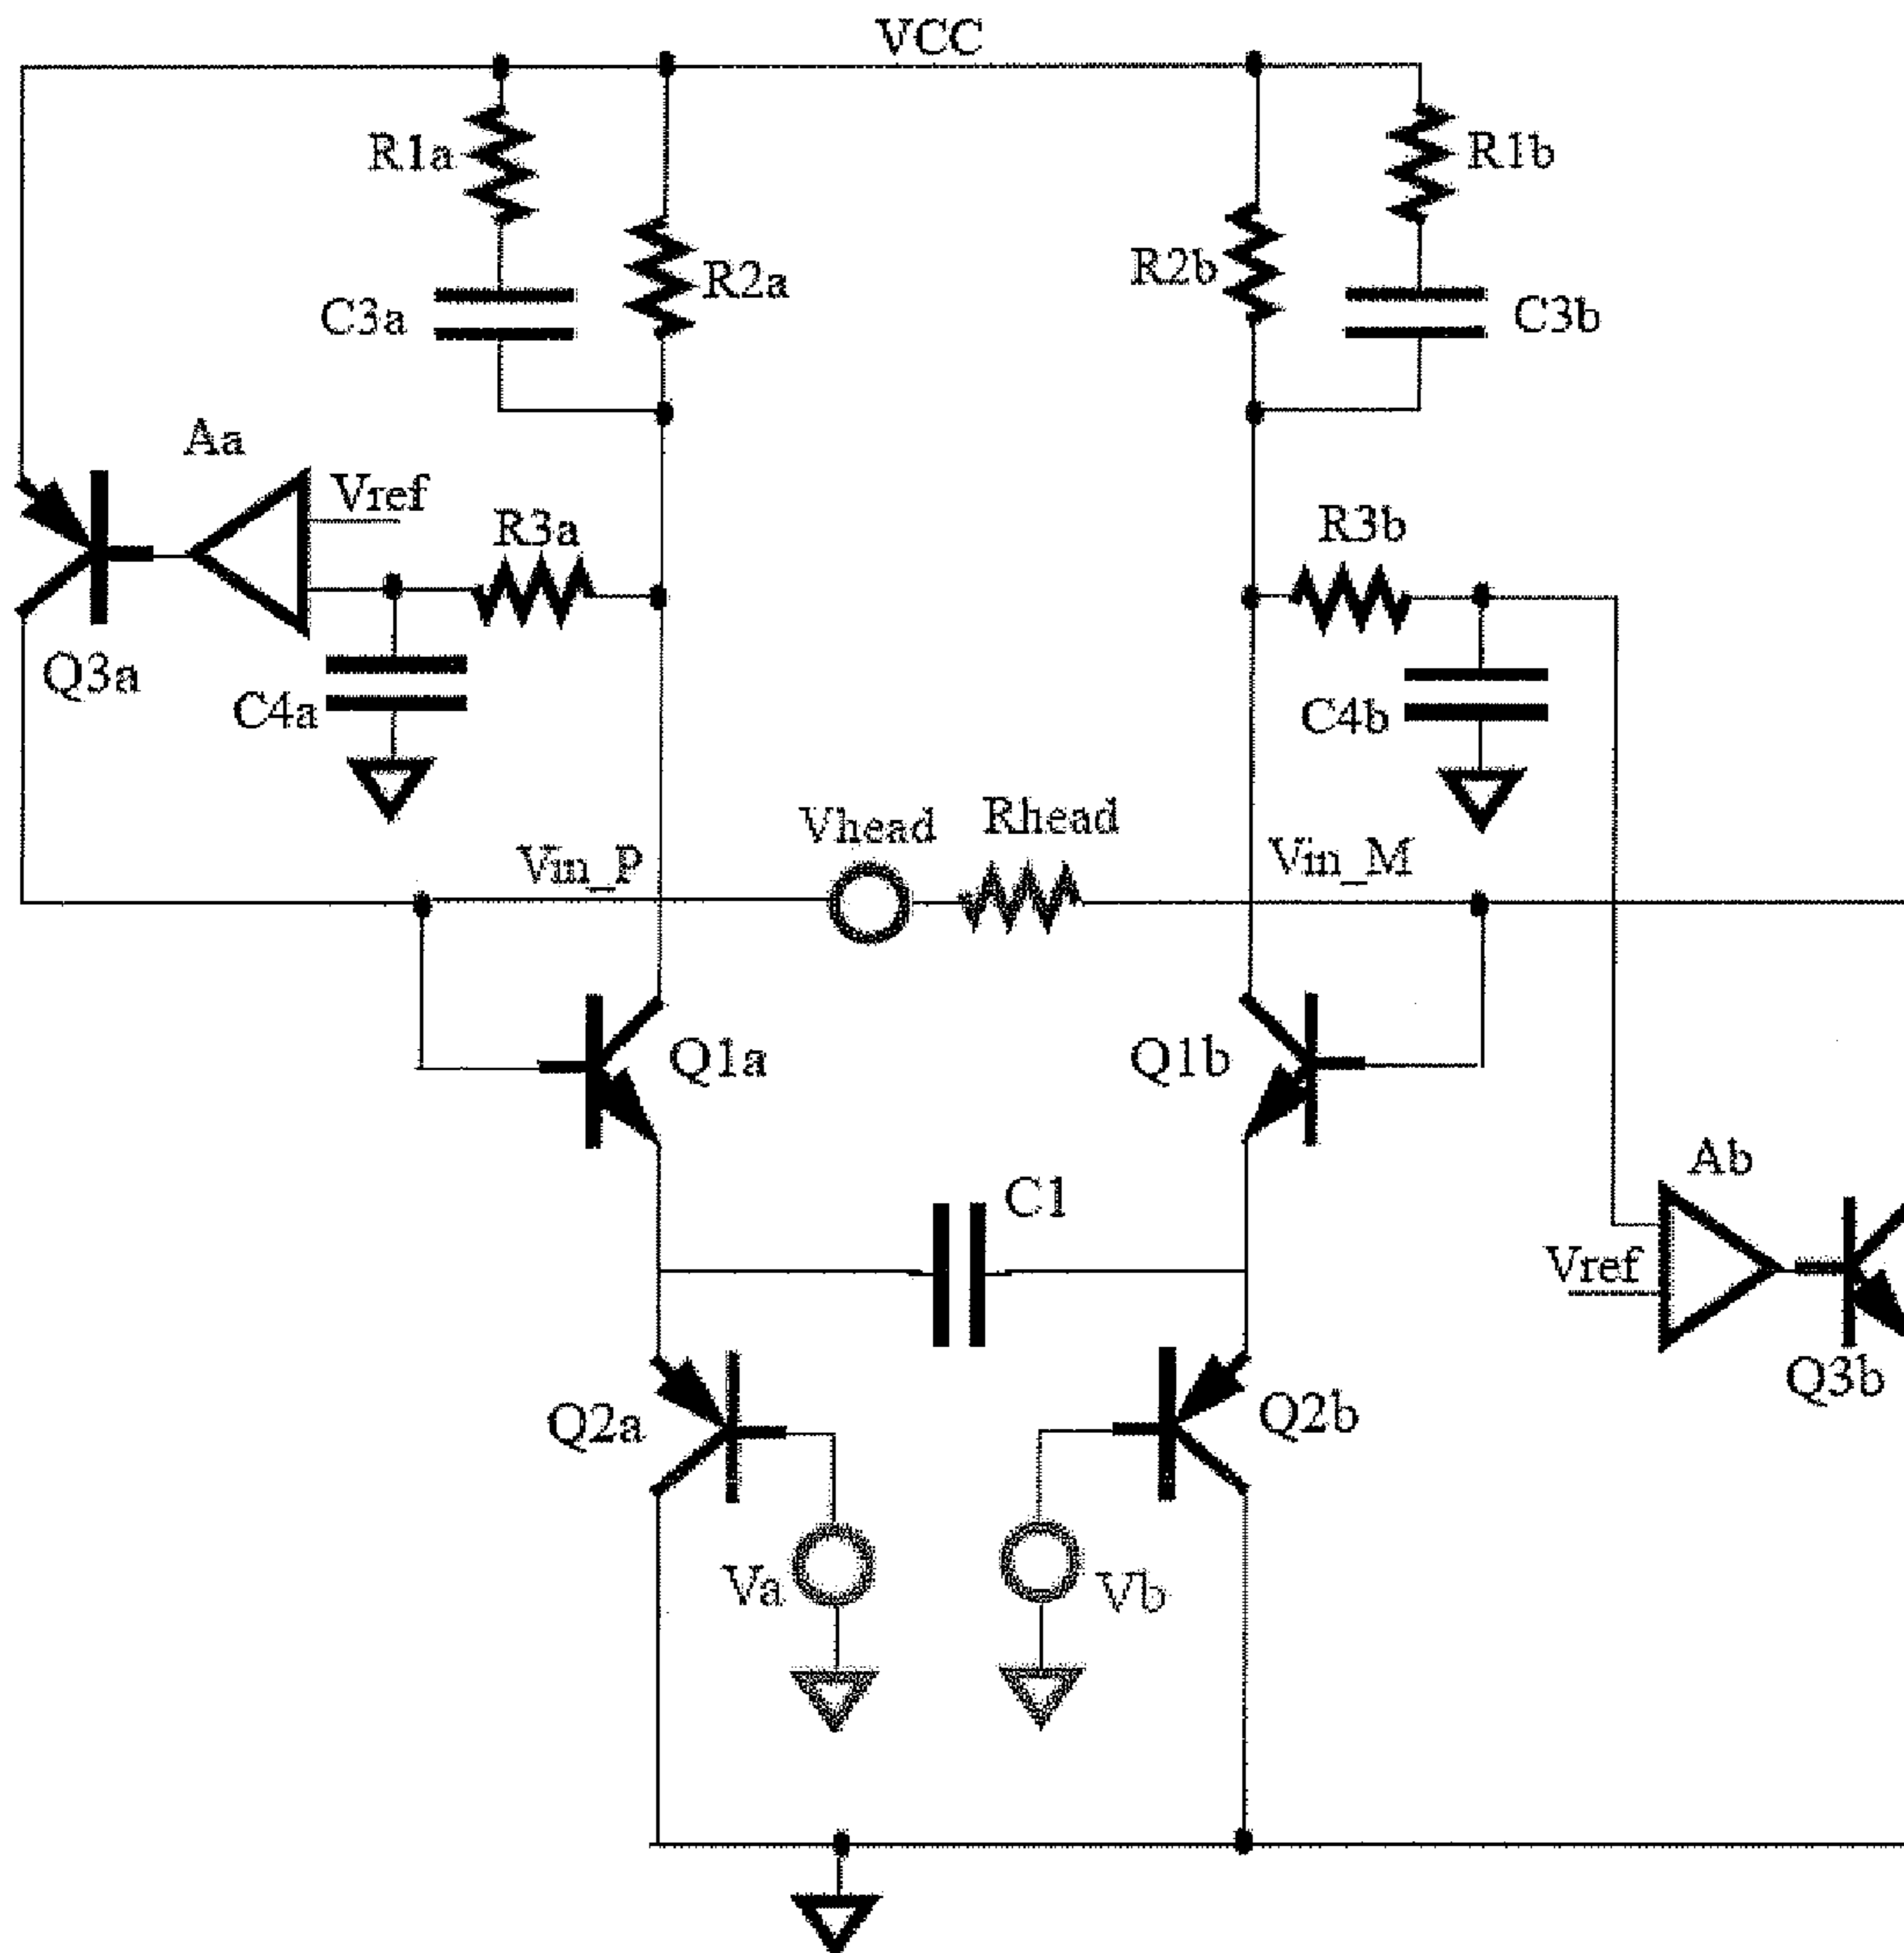 VCC
R1a
R1b
R2a
R2b
C3a
C3b
Aa
Vref
R3a
R3b
Q3a
C4a
C4b
Vhead
Rhead
Vin_P
Vin_M
Q1a
Q1b
Ab
C1
Vref
Q3b
Q2a
Q2b
Va
Vb